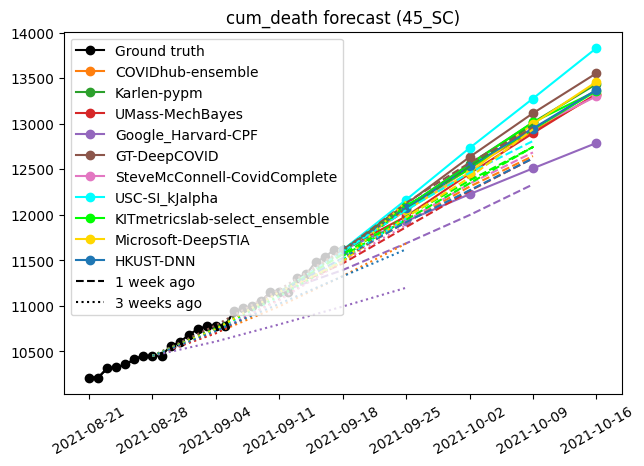 cum_death forecast (45_SC)
14000
13500
13000
12500
12000
11500
11000
10500
Ground truth
COVIDhub-ensemble
Karlen-pypm
UMass-MechBayes
Google_Harvard-CPF
GT-DeepCOVID
SteveMcConnell-CovidComplete
USC-SI_kJalpha
KITmetricslab-select_ensemble
Microsoft-DeepSTIA
HKUST-DNN
1 week ago
3 weeks ago
2021-08-21
2021-08-28
2021-09-04
2021-09-11
2021-09-18
2021-09-25
2021-10-02
2021-10-09
2021-10-16